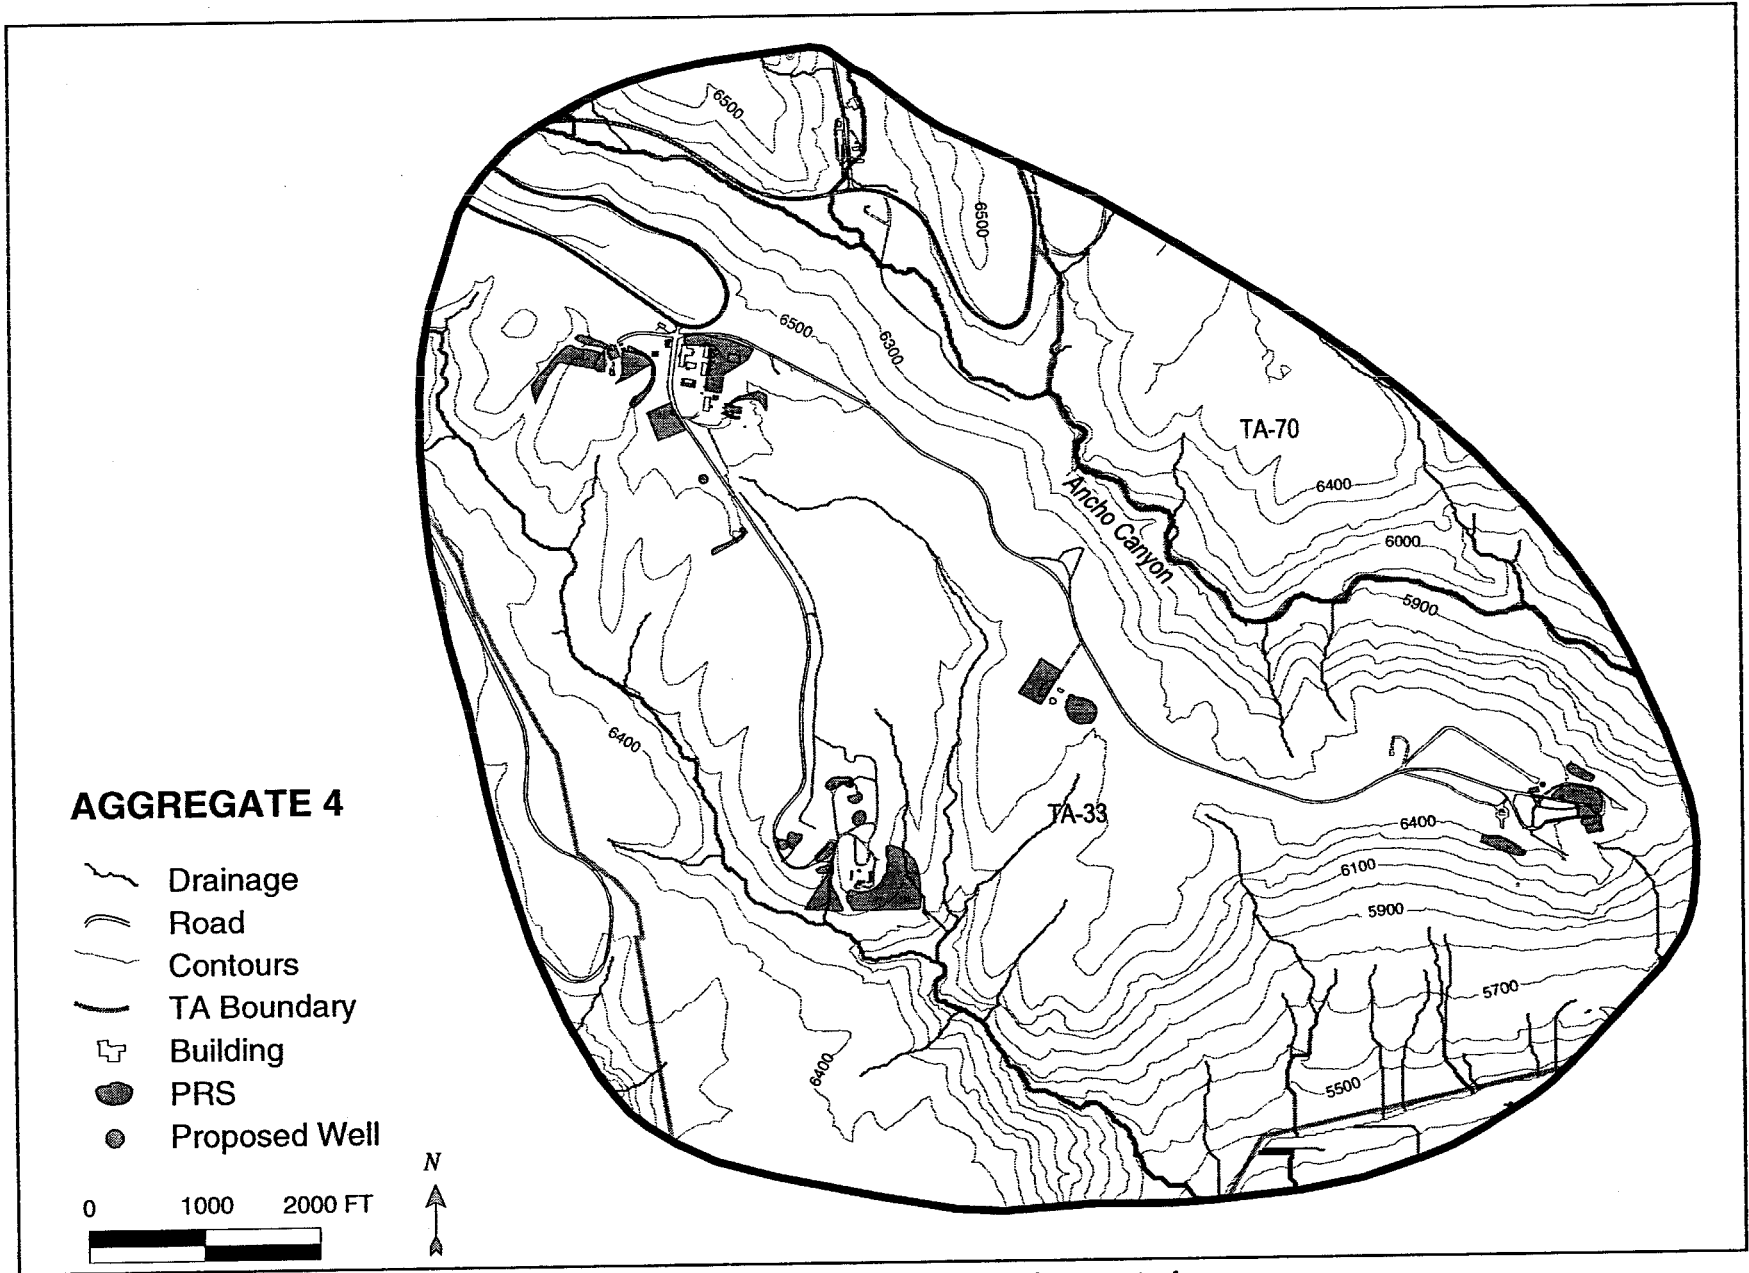 6500
6500
6500
6300
TA-70
6400
Ancho Canyon
6000
5900
6400
TA-33
6400
6100
5900
5700
6400
5500
AGGREGATE 4
Drainage
Road
Contours
TA Boundary
Building
PRS
Proposed Well
N
0 1000 2000 FT